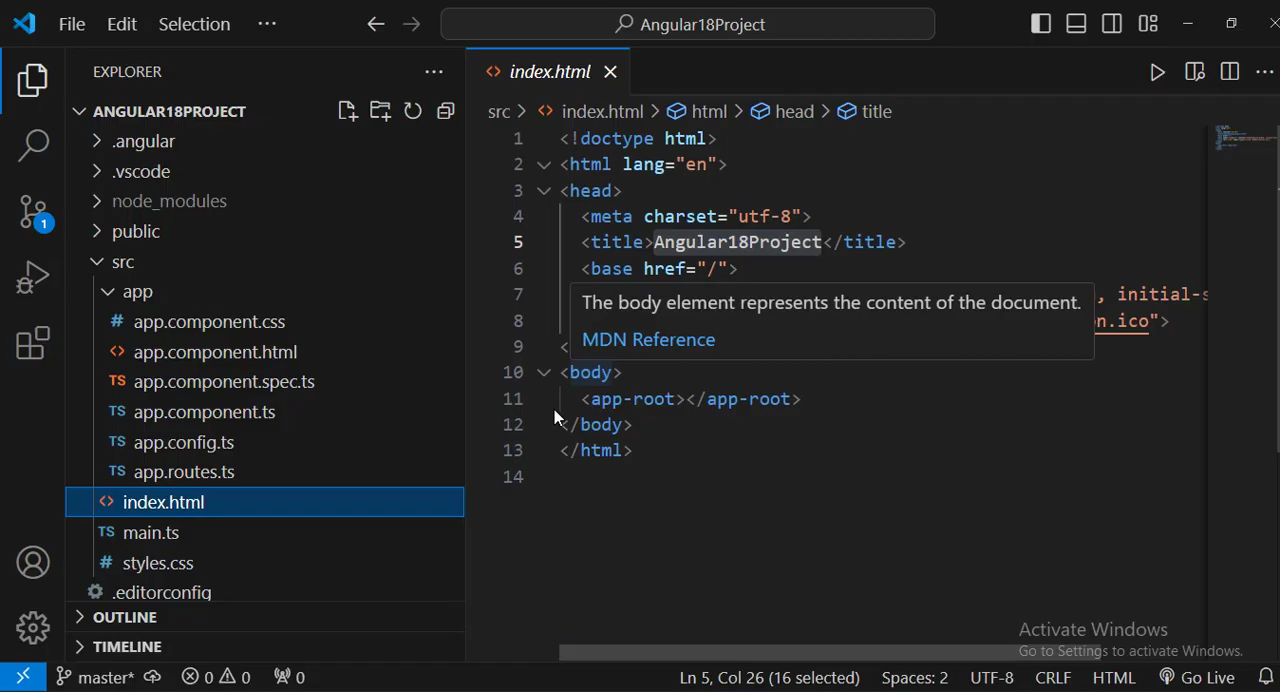 File Edit Selection ··· Angular18Project
EXPLORER ···
ANGULAR18PROJECT
.angular
.vscode
node_modules
public
src
app
# app.component.css
<> app.component.html
TS app.component.spec.ts
TS app.component.ts
TS app.config.ts
TS app.routes.ts
<> index.html
TS main.ts
# styles.css
.editorconfig
OUTLINE
TIMELINE
1
<> index.html
src > <> index.html > html > head > title
1 <!doctype html>
2 <html lang="en">
3 <head>
4 <meta charset="utf-8">
5 <title>Angular18Project</title>
6 <base href="/">
7 , initial-s
8 n.ico">
9 <
The body element represents the content of the document.
MDN Reference
10 <body>
11 <app-root></app-root>
12 </body>
13 </html>
14
Activate Windows
Go to Settings to activate Windows.
master* 0 0 0 Ln 5, Col 26 (16 selected) Spaces: 2 UTF-8 CRLF HTML Go Live